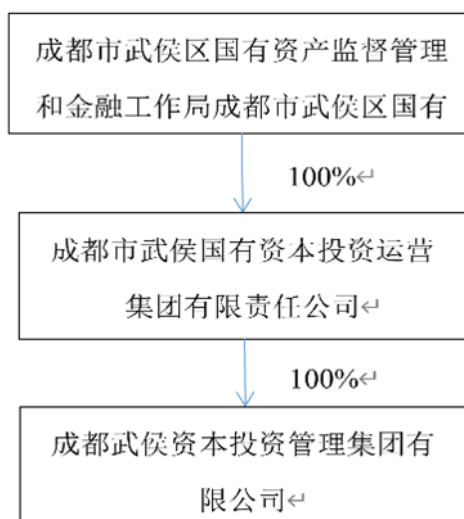 成都市武侯区国有资产监督管理
和金融工作局成都市武侯区国有
100%↵
成都市武侯国有资本投资运营
集团有限责任公司↵
100%↵
成都武侯资本投资管理集团有
限公司↵